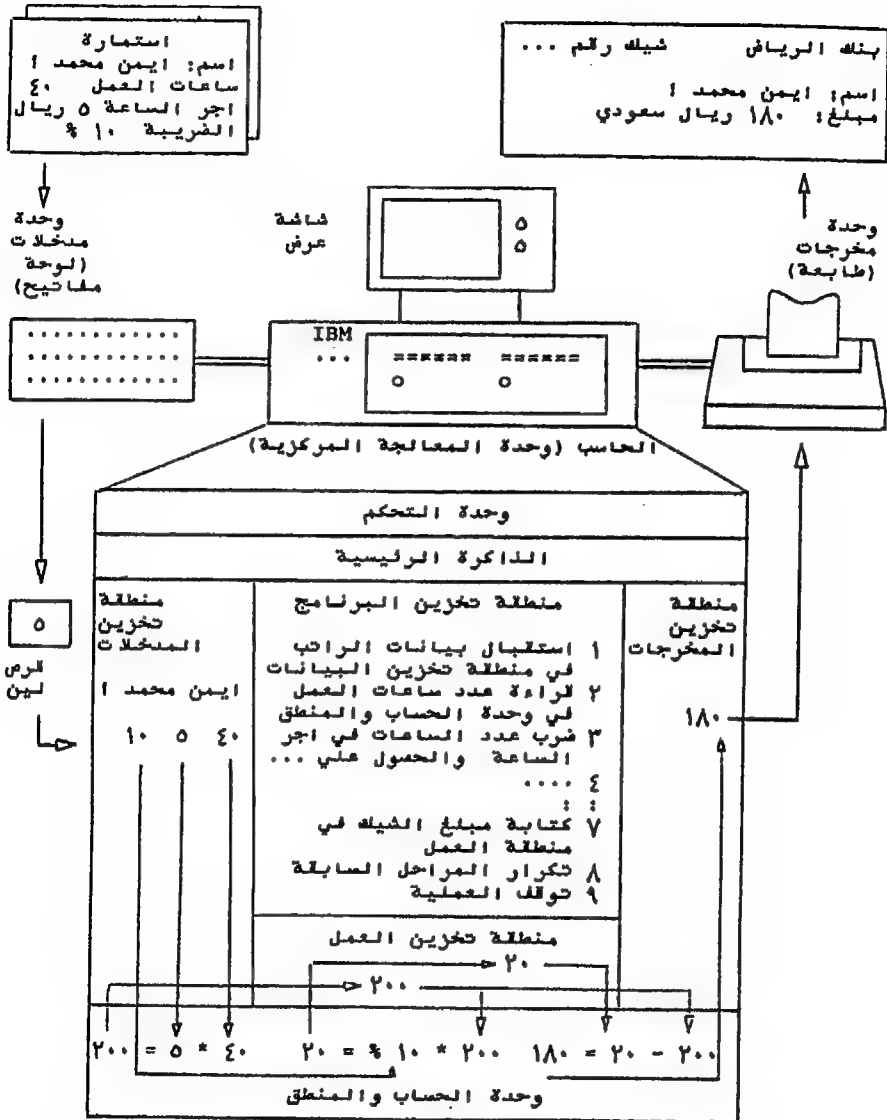 استمارة
اسم: ايمن محمد ا
ساعات العمل ٤٠
اجر الساعة ٥ ريال
الضريبة ١٠ %
بنك الرياض شيك رقم ...
اسم: ايمن محمد ا
مبلغ: ١٨٠ ريال سعودي
وحدة
مدخلات
(لوحة
مفاتيح)
شاشة
عرض
وحدة
مخرجات
(طابعة)
IBM
...
الحاسب (وحدة المعالجة المركزية)
وحدة التحكم
الذاكرة الرئيسية
٥
قرص
لين
منطقة
تخزين
المدخلات
ايمن محمد ا
٤٠ ٥ ١٠
منطقة تخزين البرنامج
١ استقبال بيانات الراتب
في منطقة تخزين البيانات
٢ قراءة عدد ساعات العمل
في وحدة الحساب والمنطق
٣ ضرب عدد الساعات في اجر
الساعة والحصول علي ...
٤ ....
: :
٧ كتابة مبلغ الشيك في
منطقة العمل
٨ تكرار المراحل السابقة
٩ توقف العملية
منطقة
تخزين
المخرجات
١٨٠
منطقة تخزين العمل
٢٠
٢٠٠
٤٠ * ٥ = ٢٠٠
٢٠٠ * ١٠ % = ٢٠
٢٠٠ - ٢٠ = ١٨٠
وحدة الحساب والمنطق